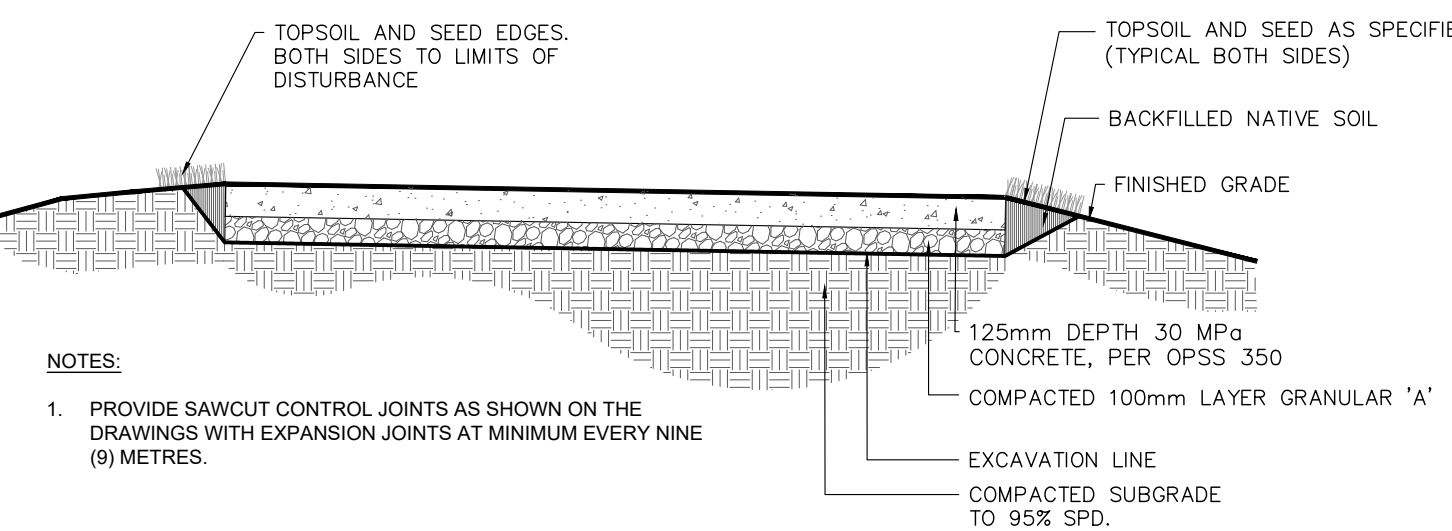 TOPSOIL AND SEED EDGES.
BOTH SIDES TO LIMITS OF
DISTURBANCE
TOPSOIL AND SEED AS SPECIFIE
(TYPICAL BOTH SIDES)
BACKFILLED NATIVE SOIL
FINISHED GRADE
125mm DEPTH 30 MPa
CONCRETE, PER OPSS 350
COMPACTED 100mm LAYER GRANULAR 'A'
EXCAVATION LINE
COMPACTED SUBGRADE
TO 95% SPD.
NOTES:
1. PROVIDE SAWCUT CONTROL JOINTS AS SHOWN ON THE
DRAWINGS WITH EXPANSION JOINTS AT MINIMUM EVERY NINE
(9) METRES.